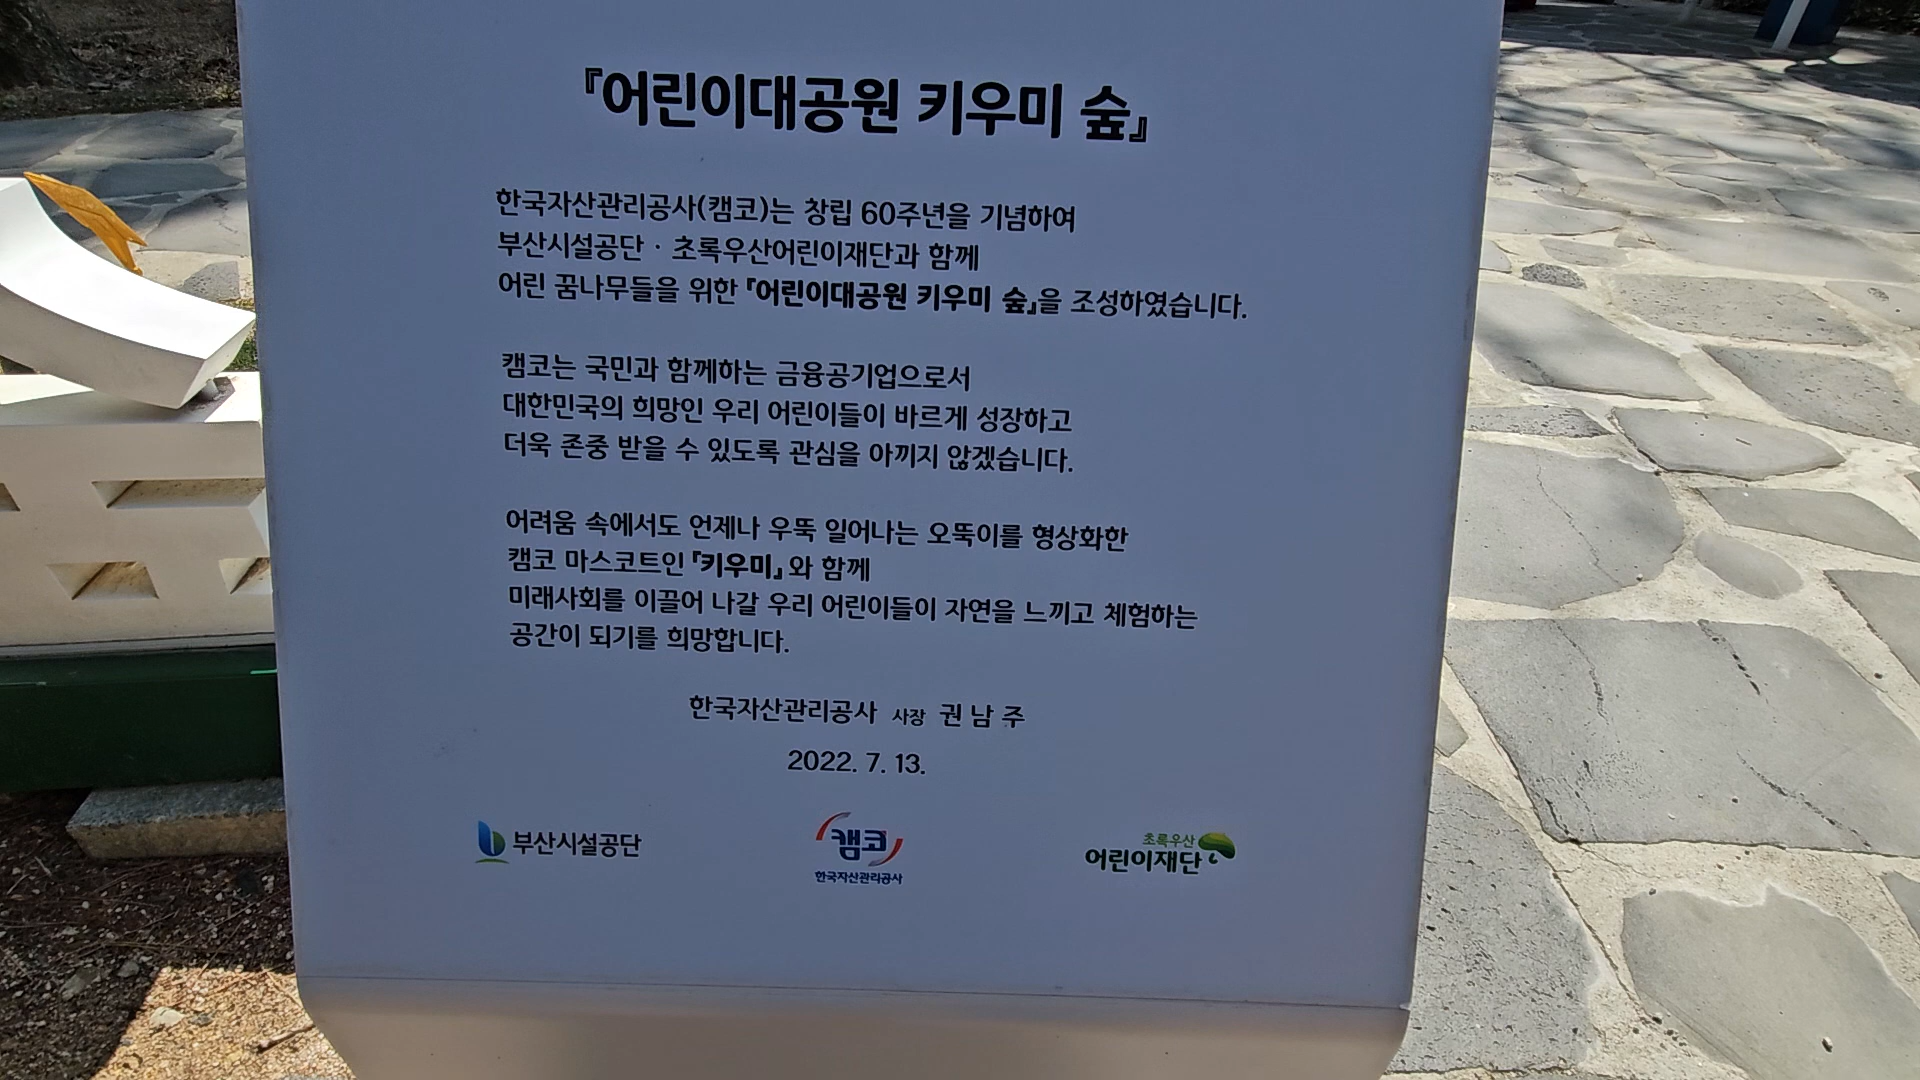 『어린이대공원 키우미 숲』
한국자산관리공사(캠코)는 창립 60주년을 기념하여
부산시설공단 · 초록우산어린이재단과 함께
어린 꿈나무들을 위한 『어린이대공원 키우미 숲』을 조성하였습니다.
캠코는 국민과 함께하는 금융공기업으로서
대한민국의 희망인 우리 어린이들이 바르게 성장하고
더욱 존중 받을 수 있도록 관심을 아끼지 않겠습니다.
어려움 속에서도 언제나 우뚝 일어나는 오뚝이를 형상화한
캠코 마스코트인 『키우미』와 함께
미래사회를 이끌어 나갈 우리 어린이들이 자연을 느끼고 체험하는
공간이 되기를 희망합니다.
한국자산관리공사 사장 권 남 주
2022. 7. 13.
부산시설공단
캠코
한국자산관리공사
초록우산
어린이재단